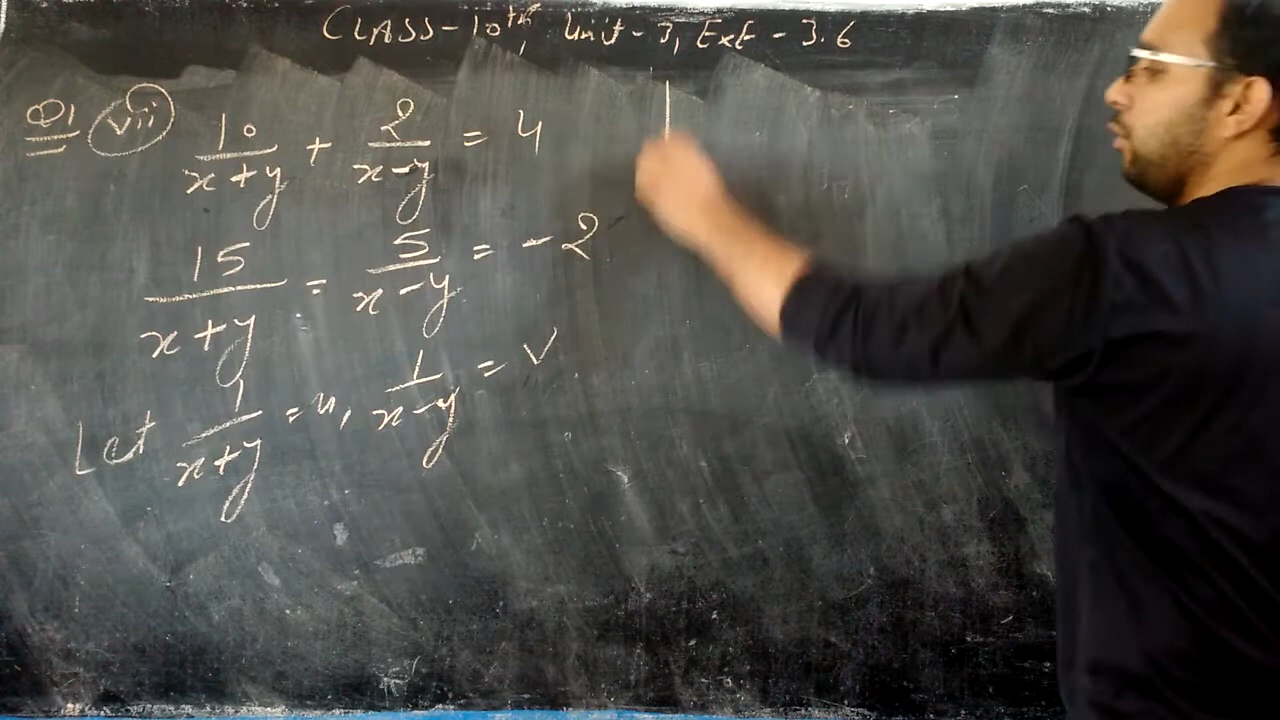 CLASS-10th, Unit-3, ExE-3.6
Q1 vii 10/(x+y) + 2/(x-y) = 4
15/(x+y) = 5/(x-y) = -2
Let 1/(x+y) = u, 1/(x-y) = v